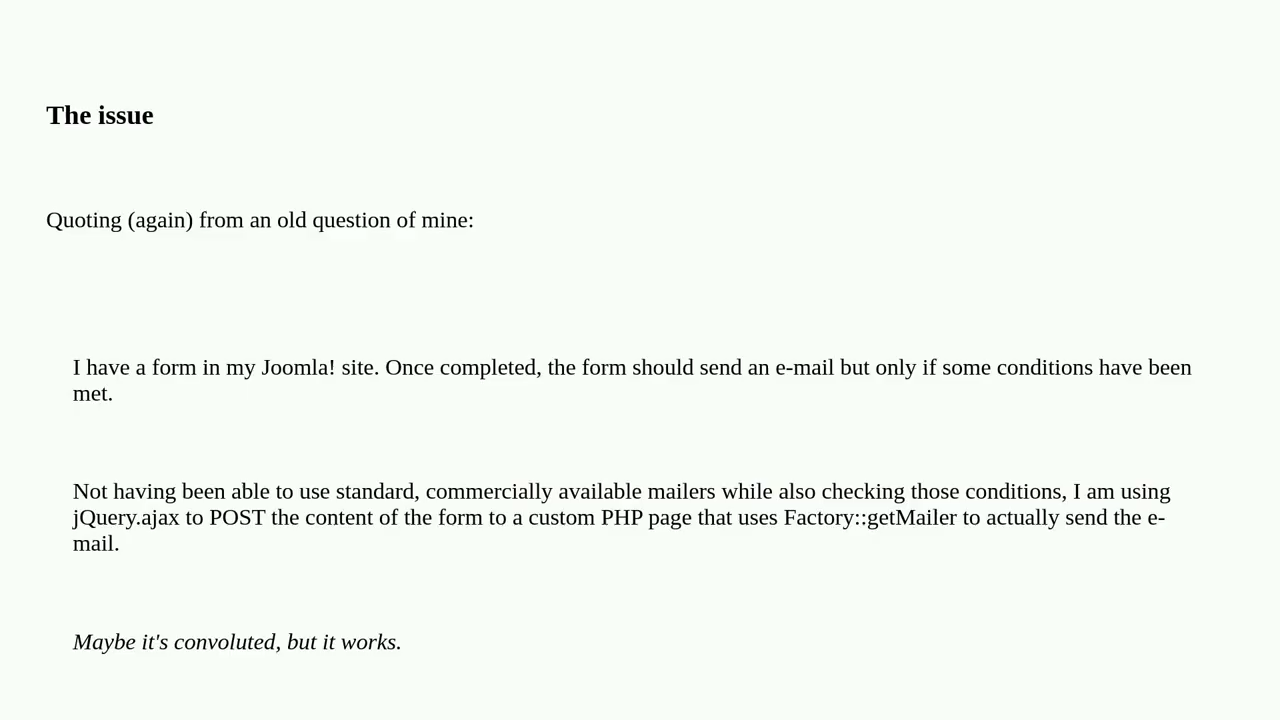 The issue
Quoting (again) from an old question of mine:
I have a form in my Joomla! site. Once completed, the form should send an e-mail but only if some conditions have been
met.
Not having been able to use standard, commercially available mailers while also checking those conditions, I am using
jQuery.ajax to POST the content of the form to a custom PHP page that uses Factory::getMailer to actually send the e-
mail.
Maybe it's convoluted, but it works.